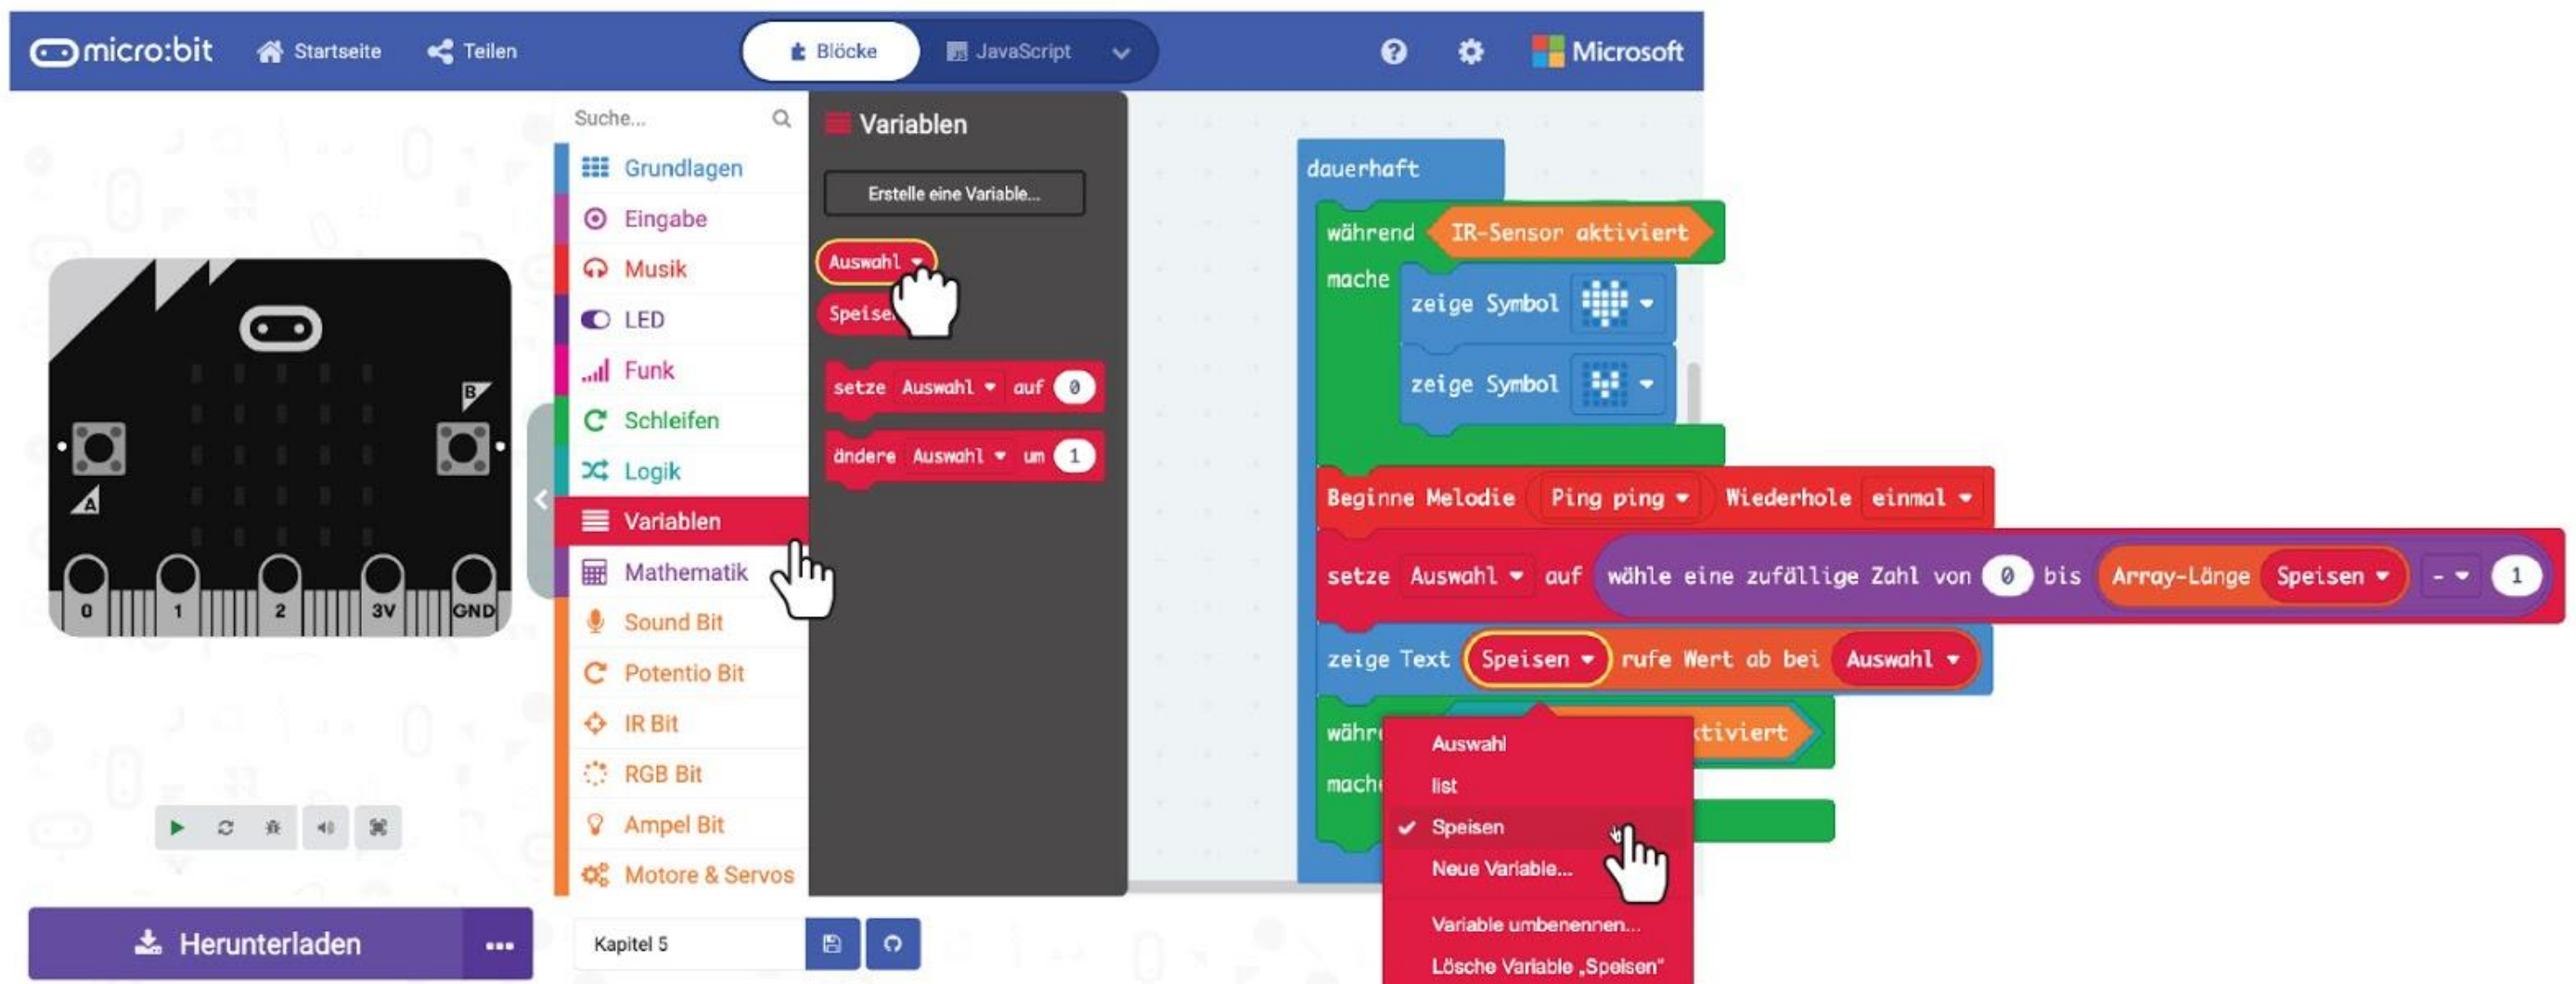 micro:bit Startseite Teilen Blöcke JavaScript Microsoft
Suche...
Grundlagen
Eingabe
Musik
LED
Funk
Schleifen
Logik
Variablen
Mathematik
Sound Bit
Potentio Bit
IR Bit
RGB Bit
Ampel Bit
Motore & Servos
Variablen
Erstelle eine Variable...
Auswahl
setze Auswahl auf 0
ändere Auswahl um 1
dauerhaft
während IR-Sensor aktiviert
mache
zeige Symbol
zeige Symbol
Beginne Melodie Ping ping Wiederhole einmal
setze Auswahl auf wähle eine zufällige Zahl von 0 bis Array-Länge Speisen - 1
zeige Text Speisen rufe Wert ab bei Auswahl
Auswahl
list
Speisen
Neue Variable...
Variable umbenennen...
Lösche Variable „Speisen“
B
A
0 1 2 3V GND
Herunterladen ...
Kapitel 5